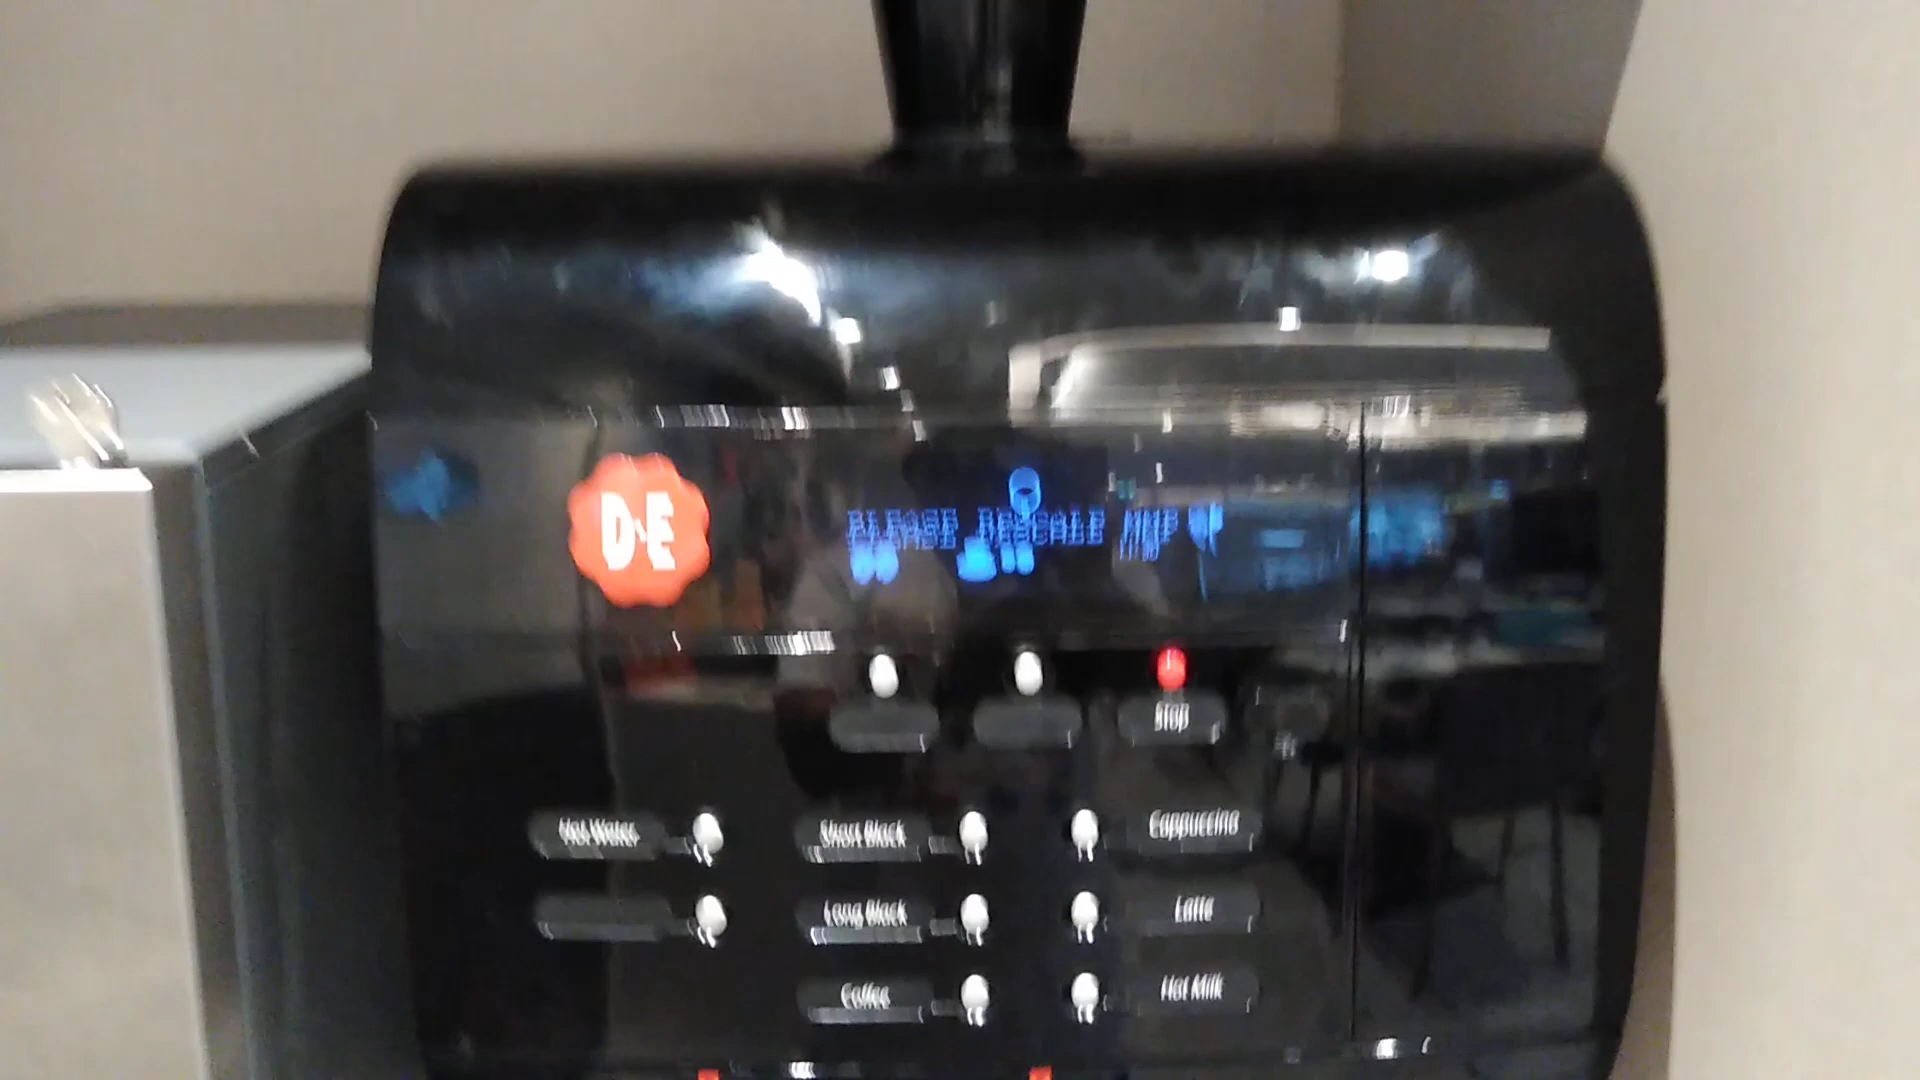 D·E
PLEASE DESCALE
Stop
Hot Water
Short Black
Cappuccino
Long Black
Latte
Coffee
Hot Milk